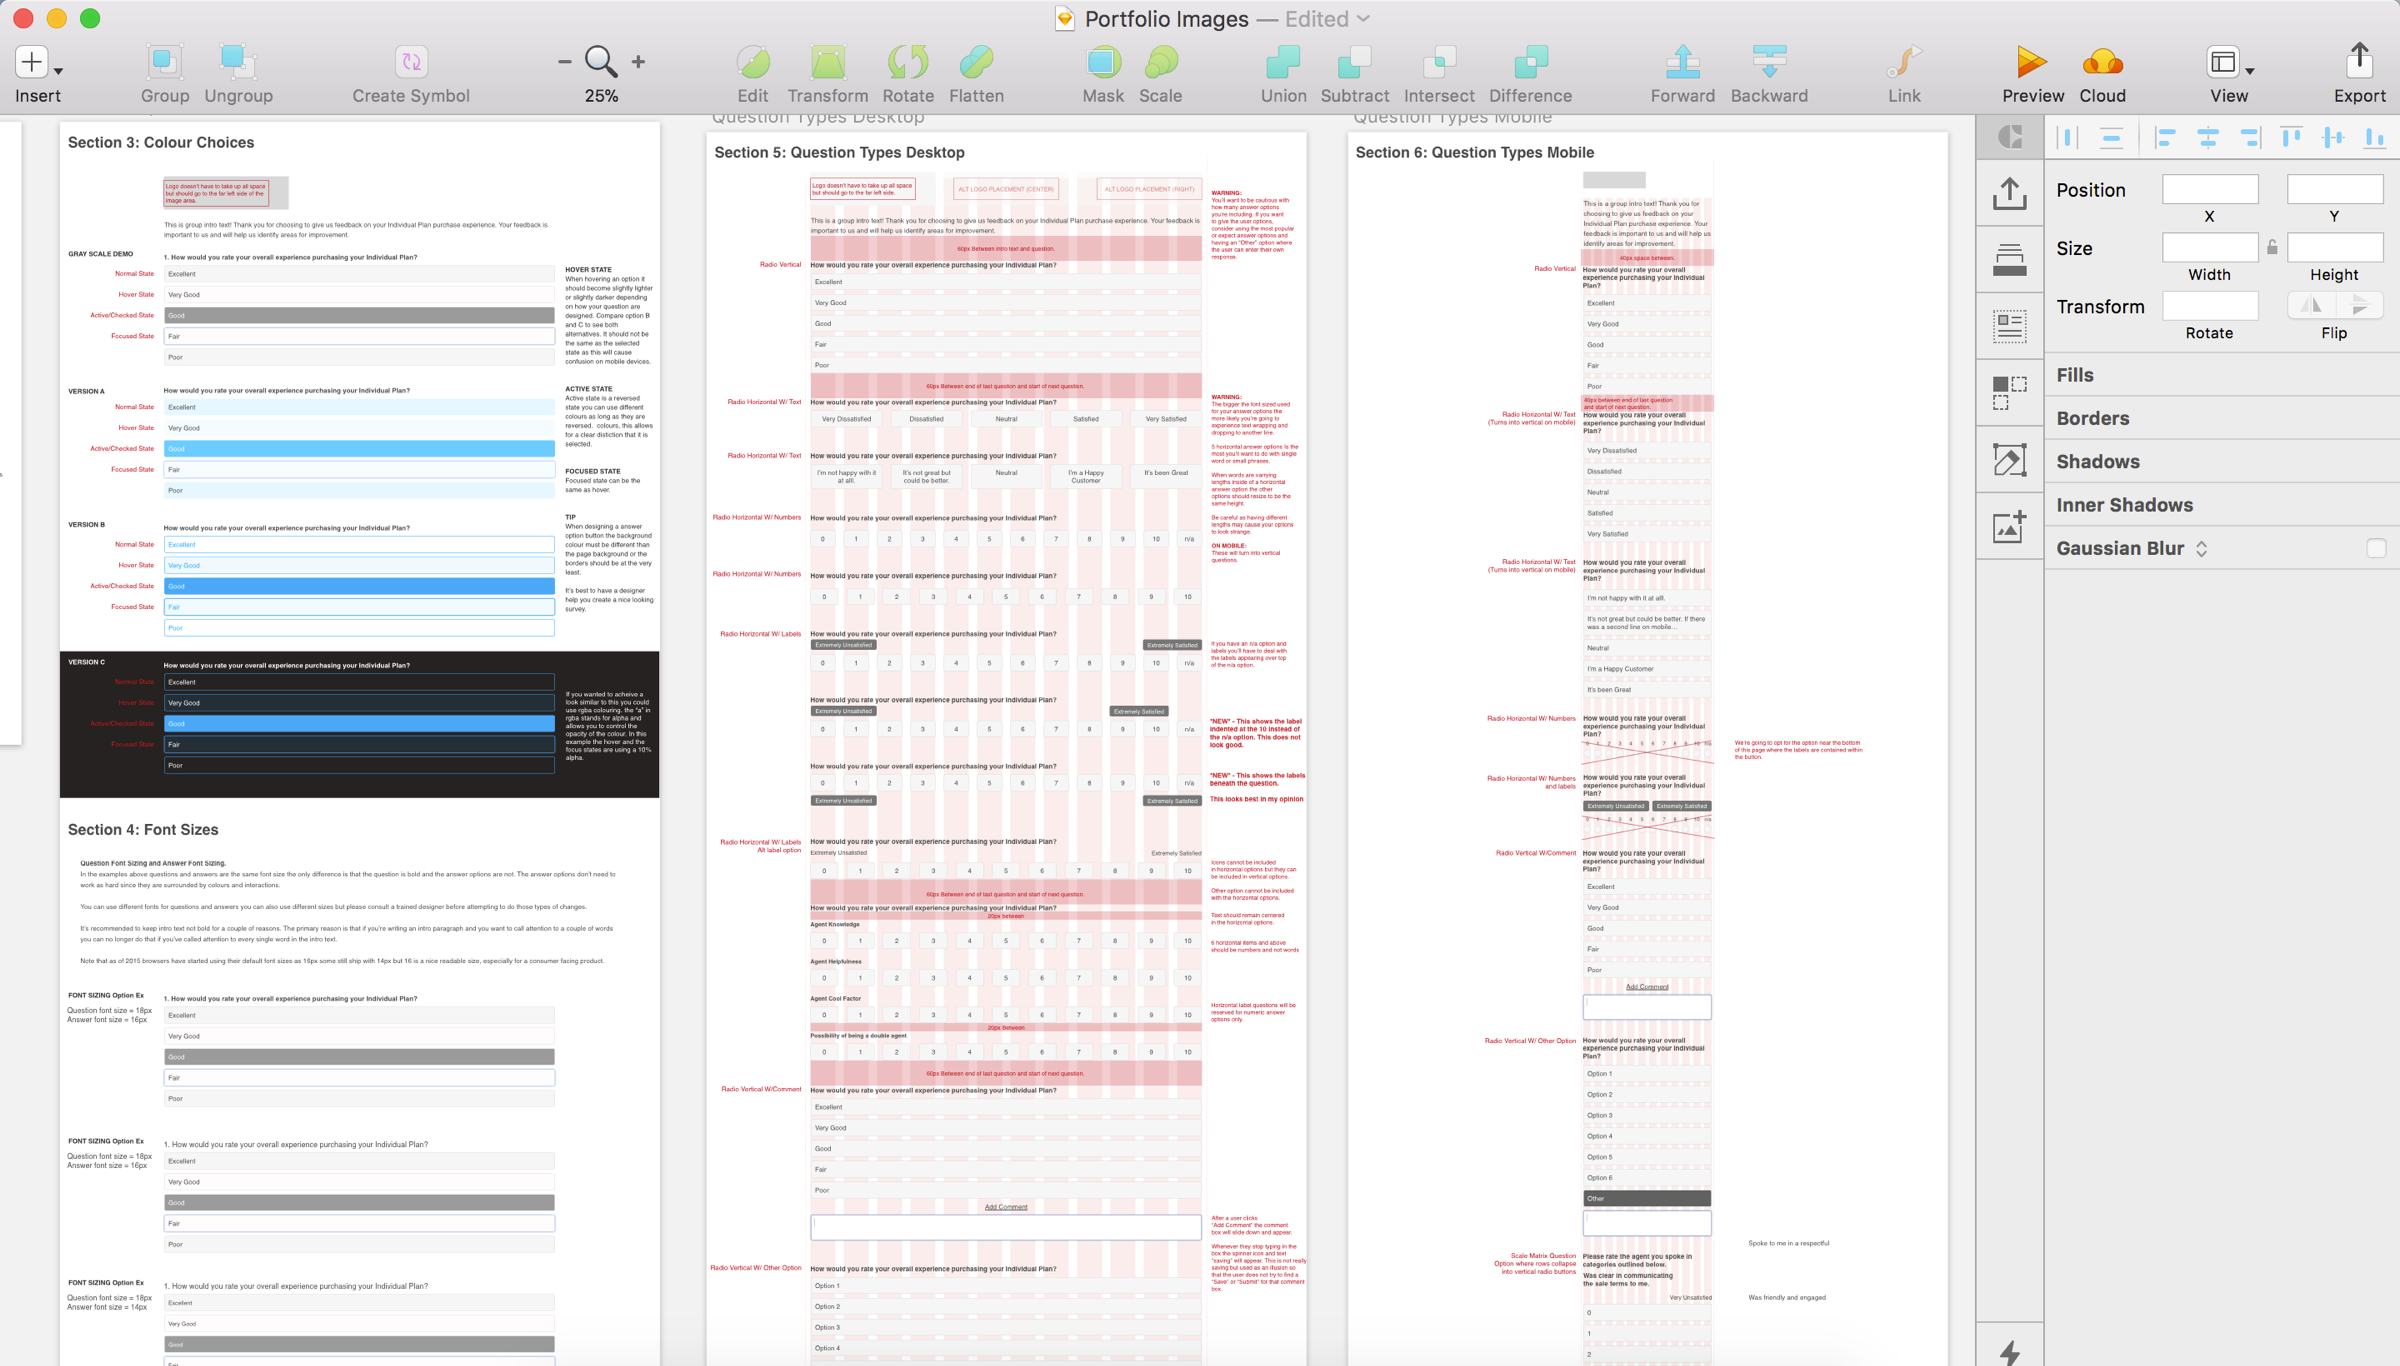 Portfolio Images — Edited
Insert
Group
Ungroup
Create Symbol
25%
Edit
Transform
Rotate
Flatten
Mask
Scale
Union
Subtract
Intersect
Difference
Forward
Backward
Link
Preview
Cloud
View
Export
Section 3: Colour Choices
Logo doesn't have to take up all space
but should go to the far left side of the
image area.
This is group intro text! Thank you for choosing to give us feedback on your Individual Plan purchase experience. Your feedback is
important to us and will help us identify areas for improvement.
GRAY SCALE DEMO
1. How would you rate your overall experience purchasing your Individual Plan?
Normal State
Excellent
Hover State
Very Good
Active/Checked State
Good
Focused State
Fair
Poor
HOVER STATE
When hovering an option it
should become slightly lighter
or slightly darker depending
on how your question are
designed. Compare option B
and C to see both
alternatives. It should not be
the same as the selected
state as this will cause
confusion on mobile devices.
VERSION A
How would you rate your overall experience purchasing your Individual Plan?
Normal State
Excellent
Hover State
Very Good
Active/Checked State
Good
Focused State
Fair
Poor
ACTIVE STATE
Active state is a reversed
state you can use different
colours as long as they are
reversed. colours, this allows
for a clear distiction that it is
selected.
FOCUSED STATE
Focused state can be the
same as hover.
VERSION B
How would you rate your overall experience purchasing your Individual Plan?
Normal State
Excellent
Hover State
Very Good
Active/Checked State
Good
Focused State
Fair
Poor
TIP
When designing a answer
option button the background
colour must be different than
the page background or the
borders should be at the very
least.
It's best to have a designer
help you create a nice looking
survey.
VERSION C
How would you rate your overall experience purchasing your Individual Plan?
Normal State
Excellent
Hover State
Very Good
Active/Checked State
Good
Focused State
Fair
Poor
If you wanted to acheive a
look similar to this you could
use rgba colouring. the "a" in
rgba stands for alpha and
allows you to control the
opacity of the colour. In this
example the hover and the
focus states are using a 10%
alpha.
Section 4: Font Sizes
Question Font Sizing and Answer Font Sizing.
In the examples above questions and answers are the same font size the only difference is that the question is bold and the answer options are not. The answer options don't need to
work as hard since they are surrounded by colours and interactions.
You can use different fonts for questions and answers you can also use different sizes but please consult a trained designer before attempting to do those types of changes.
It's recommended to keep intro text not bold for a couple of reasons. The primary reason is that if you're writing an intro paragraph and you want to call attention to a couple of words
you can no longer do that if you've called attention to every single word in the intro text.
Note that as of 2015 browsers have started using their default font sizes as 16px some still ship with 14px but 16 is a nice readable size, especially for a consumer facing product.
FONT SIZING Option Ex
Question font size = 18px
Answer font size = 16px
1. How would you rate your overall experience purchasing your Individual Plan?
Excellent
Very Good
Good
Fair
Poor
FONT SIZING Option Ex
Question font size = 18px
Answer font size = 16px
1. How would you rate your overall experience purchasing your Individual Plan?
Excellent
Very Good
Good
Fair
Poor
FONT SIZING Option Ex
Question font size = 18px
Answer font size = 14px
1. How would you rate your overall experience purchasing your Individual Plan?
Excellent
Very Good
Good
Fair
Question Types Desktop
Section 5: Question Types Desktop
Logo doesn't have to take up all space
but should go to the far left side.
ALT LOGO PLACEMENT (CENTER)
ALT LOGO PLACEMENT (RIGHT)
This is a group intro text! Thank you for choosing to give us feedback on your Individual Plan purchase experience. Your feedback is
important to us and will help us identify areas for improvement.
60px Between intro text and question.
WARNING:
You'll want to be cautious with
how many answer options
you're including. If you want
to give the user options,
consider using the most popular
or expect answer options and
having an "Other" option where
the user can enter their own
response.
Radio Vertical
How would you rate your overall experience purchasing your Individual Plan?
Excellent
Very Good
Good
Fair
Poor
60px Between end of last question and start of next question.
Radio Horizontal W/ Text
How would you rate your overall experience purchasing your Individual Plan?
Very Dissatisfied Dissatisfied Neutral Satisfied Very Satisfied
WARNING:
The bigger the font sized used
for your answer options the
more likely you're going to
experience text wrapping and
dropping to another line.
5 horizontal answer options is the
most you'll want to do with single
word or small phrases.
When words are varying
lengths inside of a horizontal
answer option the other
options should resize to be the
same height.
Be careful as having different
lengths may cause your options
to look strange.
ON MOBILE:
These will turn into vertical
questions.
Radio Horizontal W/ Text
How would you rate your overall experience purchasing your Individual Plan?
I'm not happy with it
at all.
It's not great but
could be better.
Neutral
I'm a Happy
Customer
It's been Great
Radio Horizontal W/ Numbers
How would you rate your overall experience purchasing your Individual Plan?
0 1 2 3 4 5 6 7 8 9 10 n/a
Radio Horizontal W/ Numbers
How would you rate your overall experience purchasing your Individual Plan?
0 1 2 3 4 5 6 7 8 9 10
Radio Horizontal W/ Labels
How would you rate your overall experience purchasing your Individual Plan?
Extremely Unsatisfied Extremely Satisfied
0 1 2 3 4 5 6 7 8 9 10 n/a
If you have an n/a option and
labels you'll have to deal with
the labels appearing over top
of the n/a option.
How would you rate your overall experience purchasing your Individual Plan?
Extremely Unsatisfied Extremely Satisfied
0 1 2 3 4 5 6 7 8 9 10 n/a
*NEW* - This shows the label
indented at the 10 instead of
the n/a option. This does not
look good.
How would you rate your overall experience purchasing your Individual Plan?
0 1 2 3 4 5 6 7 8 9 10 n/a
Extremely Unsatisfied Extremely Satisfied
*NEW* - This shows the labels
beneath the question.
This looks best in my opinion
Radio Horizontal W/ Labels
Alt label option
How would you rate your overall experience purchasing your Individual Plan?
Extremely Unsatisfied Extremely Satisfied
0 1 2 3 4 5 6 7 8 9 10
60px Between end of last question and start of next question.
Icons cannot be included
in horizontal options but they can
be included in vertical options.
Other option cannot be included
with the horizontal options.
Text should remain centered
in the horizontal options.
6 horizontal items and above
should be numbers and not words
How would you rate your overall experience purchasing your Individual Plan?
20px between
Agent Knowledge
0 1 2 3 4 5 6 7 8 9 10
Agent Helpfulness
0 1 2 3 4 5 6 7 8 9 10
Agent Cool Factor
0 1 2 3 4 5 6 7 8 9 10
20px Between
Possibility of being a double agent
0 1 2 3 4 5 6 7 8 9 10
Horizontal label questions will be
reserved for numeric answer
options only.
60px Between end of last question and start of next question.
Radio Vertical W/Comment
How would you rate your overall experience purchasing your Individual Plan?
Excellent
Very Good
Good
Fair
Poor
Add Comment
After a user clicks
"Add Comment" the comment
box will slide down and appear.
Whenever they stop typing in the
box the spinner icon and text
"saving" will appear. This is not really
saving but used as an illusion so
that the user does not try to find a
"Save" or "Submit" for that comment
box.
Radio Vertical W/ Other Option
How would you rate your overall experience purchasing your Individual Plan?
Option 1
Option 2
Option 3
Option 4
Question Types Mobile
Section 6: Question Types Mobile
This is a group intro text! Thank you for
choosing to give us feedback on your
Individual Plan purchase experience. Your
feedback is important to us and will help us
identify areas for improvement.
40px space between.
Radio Vertical
How would you rate your overall
experience purchasing your Individual
Plan?
Excellent
Very Good
Good
Fair
Poor
40px between end of last question
and start of next question.
Radio Horizontal W/ Text
(Turns into vertical on mobile)
How would you rate your overall
experience purchasing your Individual
Plan?
Very Dissatisfied
Dissatisfied
Neutral
Satisfied
Very Satisfied
Radio Horizontal W/ Text
(Turns into vertical on mobile)
How would you rate your overall
experience purchasing your Individual
Plan?
I'm not happy with it at all.
It's not great but could be better. If there
was a second line on mobile...
Neutral
I'm a Happy Customer
It's been Great
Radio Horizontal W/ Numbers
How would you rate your overall
experience purchasing your Individual
Plan?
0 1 2 3 4 5 6 7 8 9 10 n/a
We're going to opt for the option near the bottom
of this page where the labels are contained within
the button.
Radio Horizontal W/ Numbers
and labels
How would you rate your overall
experience purchasing your Individual
Plan?
Extremely Unsatisfied Extremely Satisfied
0 1 2 3 4 5 6 7 8 9 10 n/a
Radio Vertical W/Comment
How would you rate your overall
experience purchasing your Individual
Plan?
Excellent
Very Good
Good
Fair
Poor
Add Comment
Radio Vertical W/ Other Option
How would you rate your overall
experience purchasing your Individual
Plan?
Option 1
Option 2
Option 3
Option 4
Option 5
Option 6
Other
Spoke to me in a respectful
Scale Matrix Question
Option where rows collapse
into vertical radio buttons
Please rate the agent you spoke in
categories outlined below.
Was clear in communicating
the sale terms to me.
Very Unsatisfied
Was friendly and engaged
0
1
2
Position
X
Y
Size
Width
Height
Transform
Rotate
Flip
Fills
Borders
Shadows
Inner Shadows
Gaussian Blur